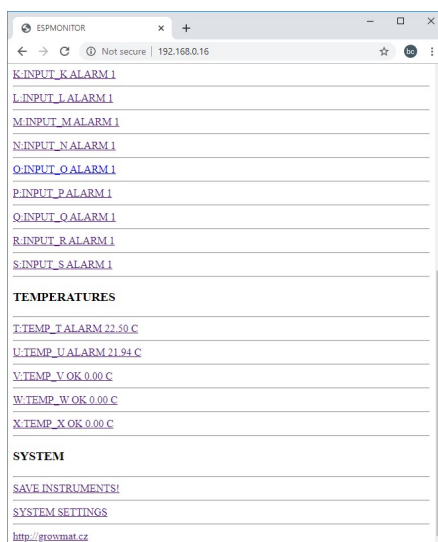 ESPMONITOR
Not secure | 192.168.0.16
bc
K:INPUT_K ALARM 1
L:INPUT_L ALARM 1
M:INPUT_M ALARM 1
N:INPUT_N ALARM 1
O:INPUT_O ALARM 1
P:INPUT_P ALARM 1
Q:INPUT_Q ALARM 1
R:INPUT_R ALARM 1
S:INPUT_S ALARM 1
TEMPERATURES
T:TEMP_T ALARM 22.50 C
U:TEMP_U ALARM 21.94 C
V:TEMP_V OK 0.00 C
W:TEMP_W OK 0.00 C
X:TEMP_X OK 0.00 C
SYSTEM
SAVE INSTRUMENTS!
SYSTEM SETTINGS
http://growmat.cz